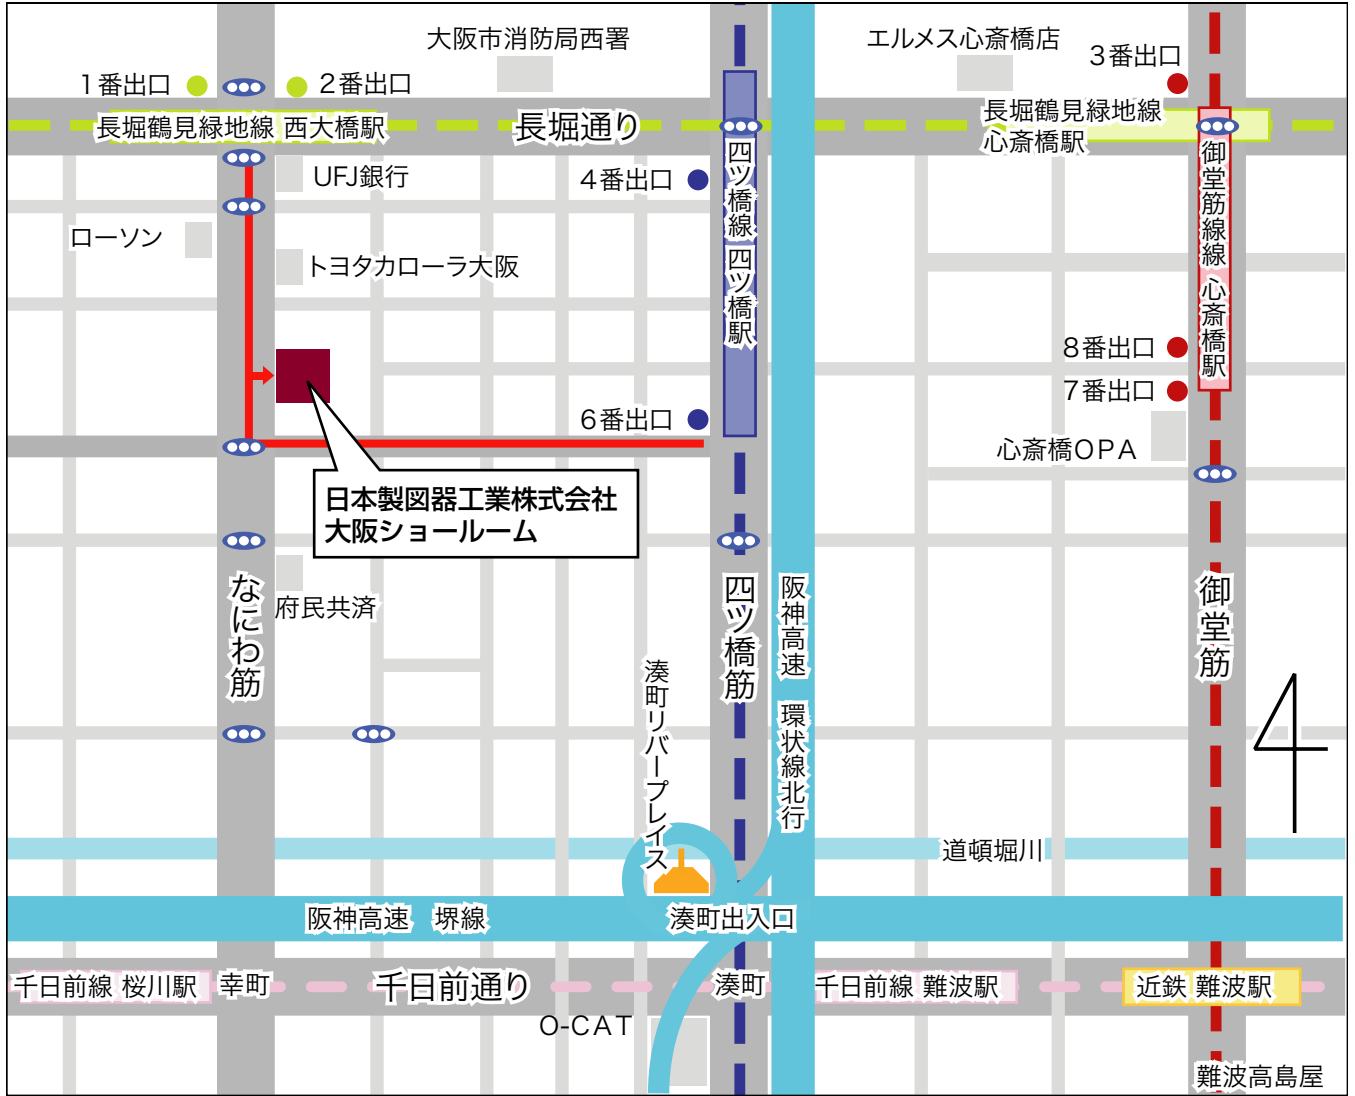 大阪市消防局西署
エルメス心斎橋店
3番出口
1番出口
2番出口
長堀鶴見緑地線 西大橋駅
長堀通り
長堀鶴見緑地線
心斎橋駅
UFJ銀行
4番出口
四ツ橋線 四ツ橋駅
御堂筋線線 心斎橋駅
ローソン
トヨタカローラ大阪
8番出口
7番出口
6番出口
心斎橋OPA
日本製図器工業株式会社
大阪ショールーム
なにわ筋
府民共済
四ツ橋筋
阪神高速 環状線北行
御堂筋
湊町リバープレイス
4
道頓堀川
阪神高速 堺線
湊町出入口
千日前線 桜川駅
幸町
千日前通り
湊町
千日前線 難波駅
近鉄 難波駅
O-CAT
難波高島屋